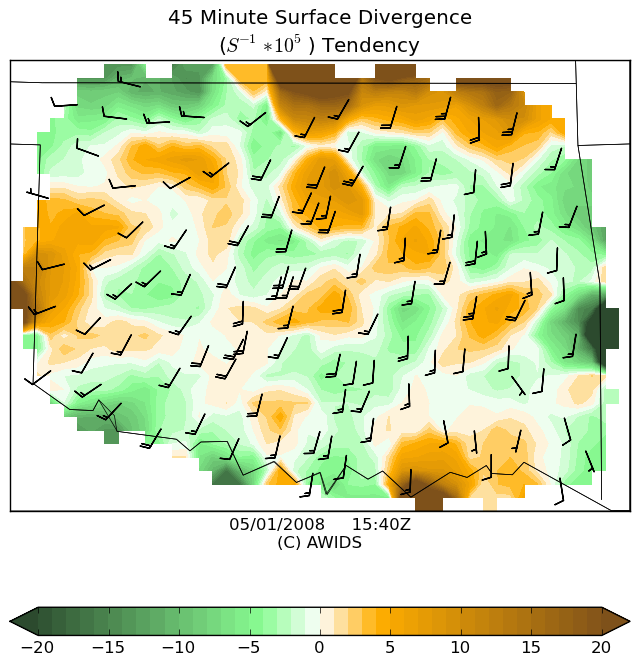 45 Minute Surface Divergence
(S⁻¹ ∗ 10⁵ ) Tendency
05/01/2008 15:40Z
(C) AWIDS
−20 −15 −10 −5 0 5 10 15 20